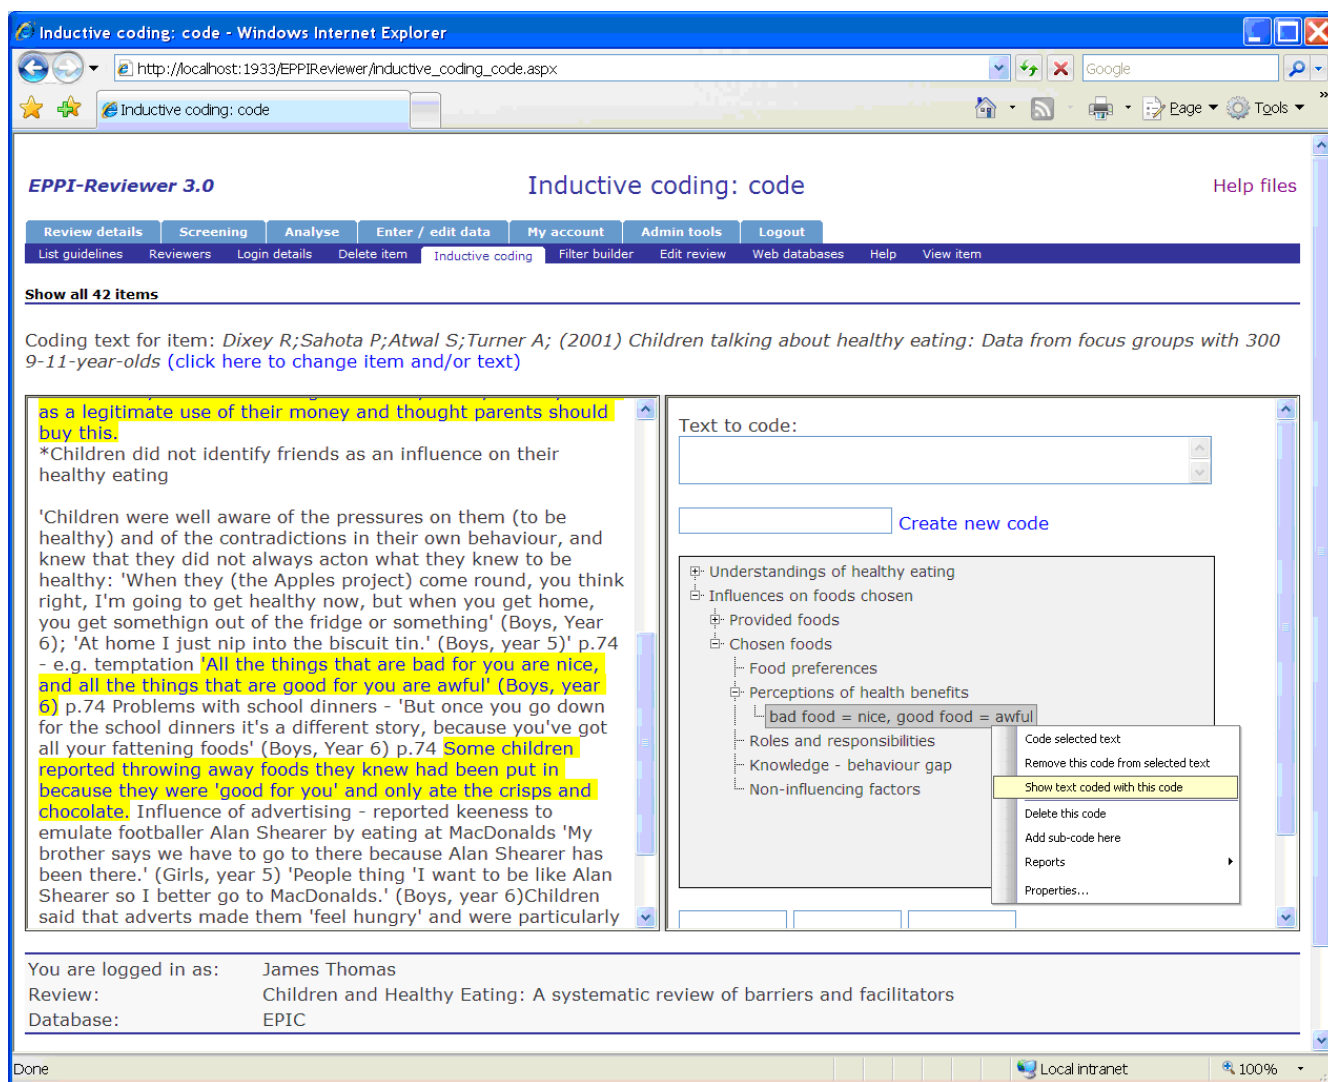 Inductive coding: code - Windows Internet Explorer
http://localhost:1933/EPPIReviewer/inductive_coding_code.aspx
Google
Inductive coding: code
Page
Tools
»
EPPI-Reviewer 3.0
Inductive coding: code
Help files
Review details Screening Analyse Enter / edit data My account Admin tools Logout
List guidelines Reviewers Login details Delete item Inductive coding Filter builder Edit review Web databases Help View item
Show all 42 items
Coding text for item: Dixey R;Sahota P;Atwal S;Turner A; (2001) Children talking about healthy eating: Data from focus groups with 300
9-11-year-olds (click here to change item and/or text)
as a legitimate use of their money and thought parents should
buy this.
*Children did not identify friends as an influence on their
healthy eating
'Children were well aware of the pressures on them (to be
healthy) and of the contradictions in their own behaviour, and
knew that they did not always acton what they knew to be
healthy: 'When they (the Apples project) come round, you think
right, I'm going to get healthy now, but when you get home,
you get somethign out of the fridge or something' (Boys, Year
6); 'At home I just nip into the biscuit tin.' (Boys, year 5)' p.74
- e.g. temptation 'All the things that are bad for you are nice,
and all the things that are good for you are awful' (Boys, year
6) p.74 Problems with school dinners - 'But once you go down
for the school dinners it's a different story, because you've got
all your fattening foods' (Boys, Year 6) p.74 Some children
reported throwing away foods they knew had been put in
because they were 'good for you' and only ate the crisps and
chocolate. Influence of advertising - reported keeness to
emulate footballer Alan Shearer by eating at MacDonalds 'My
brother says we have to go to there because Alan Shearer has
been there.' (Girls, year 5) 'People thing 'I want to be like Alan
Shearer so I better go to MacDonalds.' (Boys, year 6)Children
said that adverts made them 'feel hungry' and were particularly
Text to code:
Create new code
Understandings of healthy eating
Influences on foods chosen
Provided foods
Chosen foods
Food preferences
Perceptions of health benefits
bad food = nice, good food = awful
Roles and responsibilities
Knowledge - behaviour gap
Non-influencing factors
Code selected text
Remove this code from selected text
Show text coded with this code
Delete this code
Add sub-code here
Reports
Properties...
You are logged in as: James Thomas
Review: Children and Healthy Eating: A systematic review of barriers and facilitators
Database: EPIC
Done
Local intranet
100%